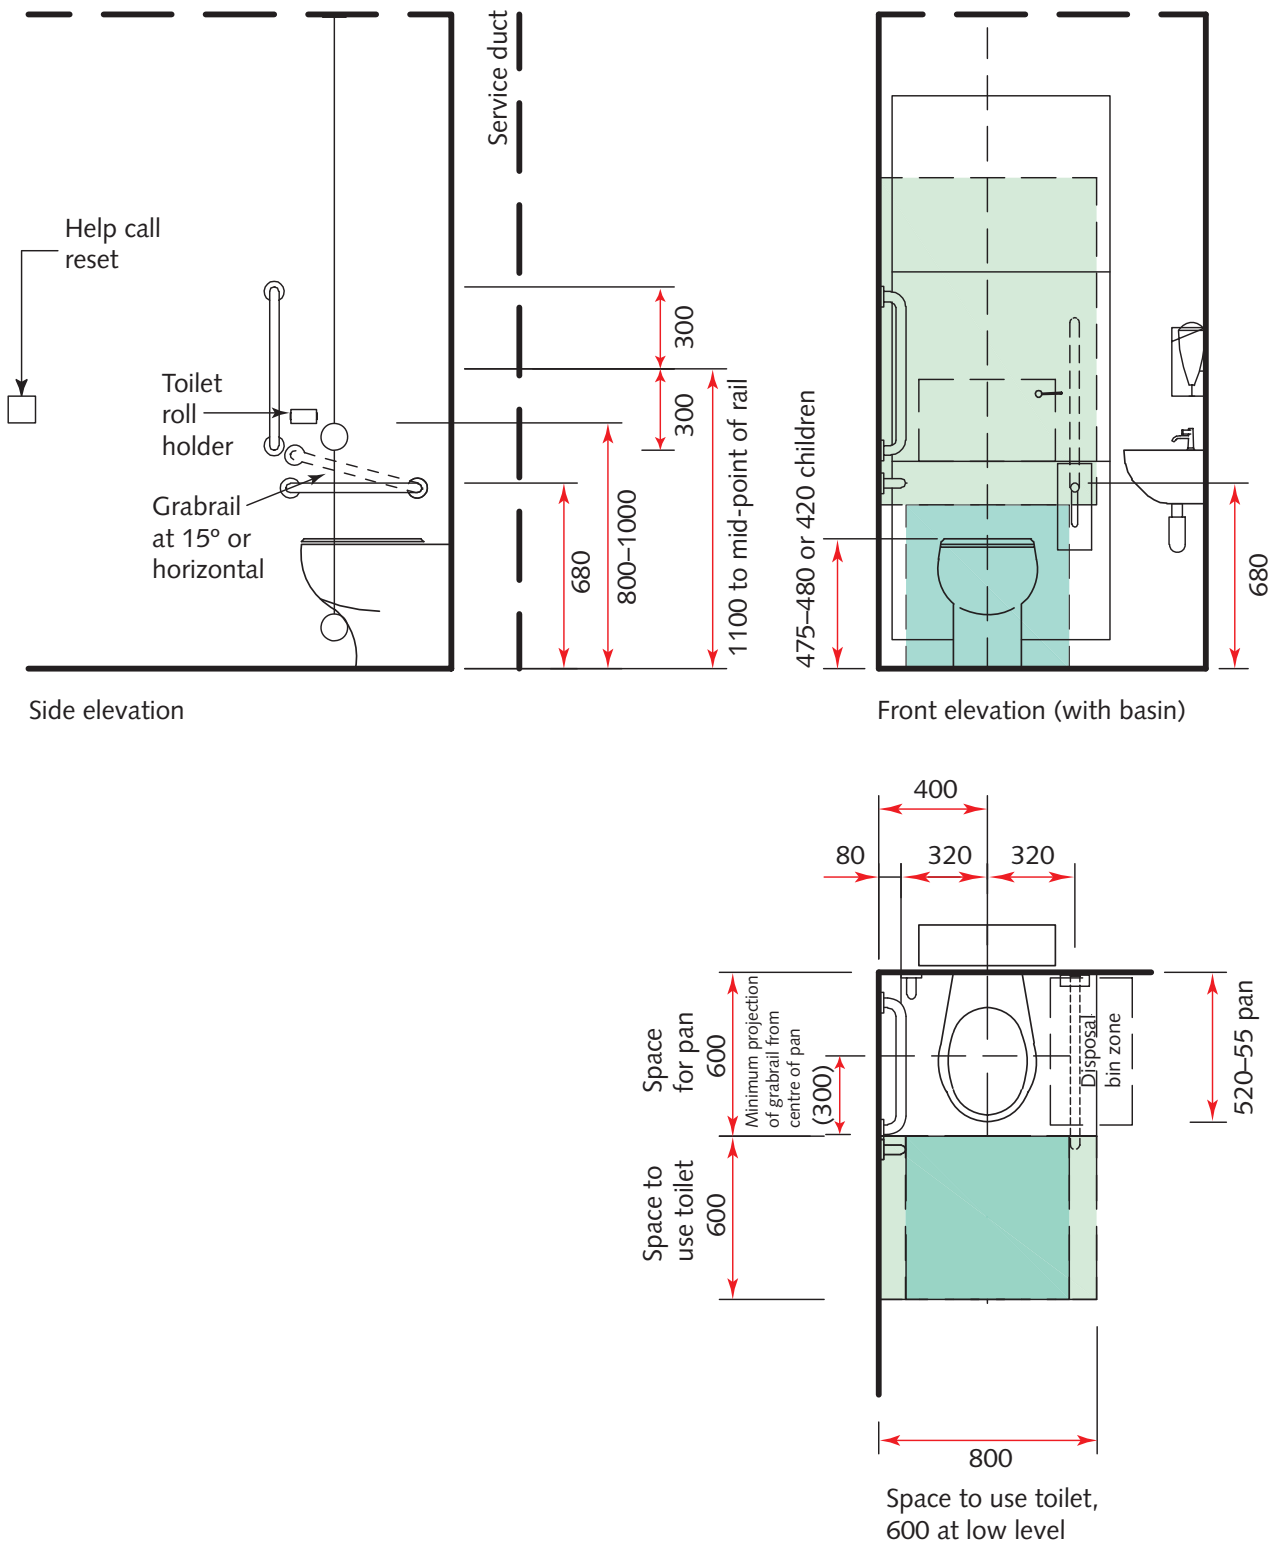 Service duct
Help call
reset
Toilet
roll
holder
Grabrail
at 15º or
horizontal
300
300
680
800–1000
1100 to mid-point of rail
475–480 or 420 children
680
Side elevation
Front elevation (with basin)
400
80
320
320
Space
for pan
600
Minimum projection
of grabrail from
centre of pan
(300)
Disposal
bin zone
520–55 pan
Space to
use toilet
600
800
Space to use toilet,
600 at low level